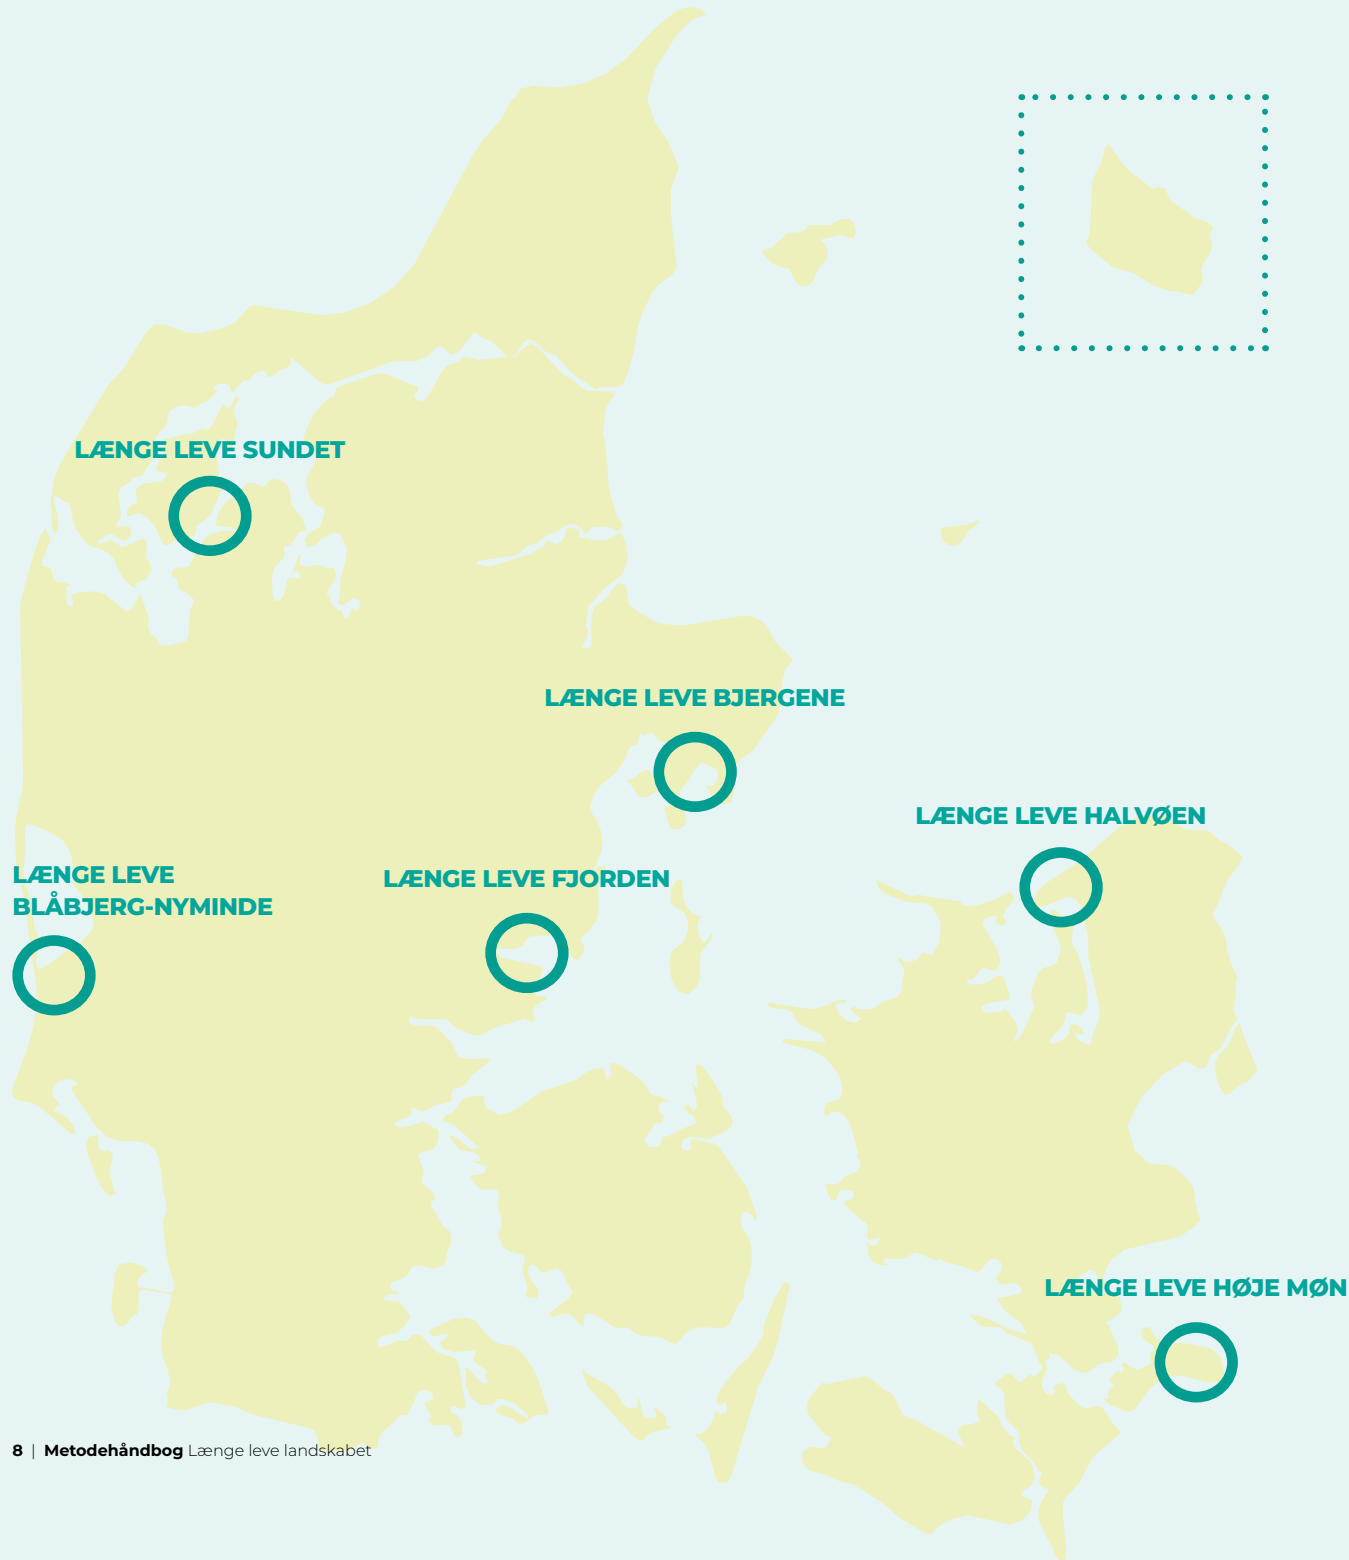 LÆNGE LEVE SUNDET
LÆNGE LEVE BJERGENE
LÆNGE LEVE HALVØEN
LÆNGE LEVE
BLÅBJERG-NYMINDE
LÆNGE LEVE FJORDEN
LÆNGE LEVE HØJE MØN
8 | Metodehåndbog Længe leve landskabet